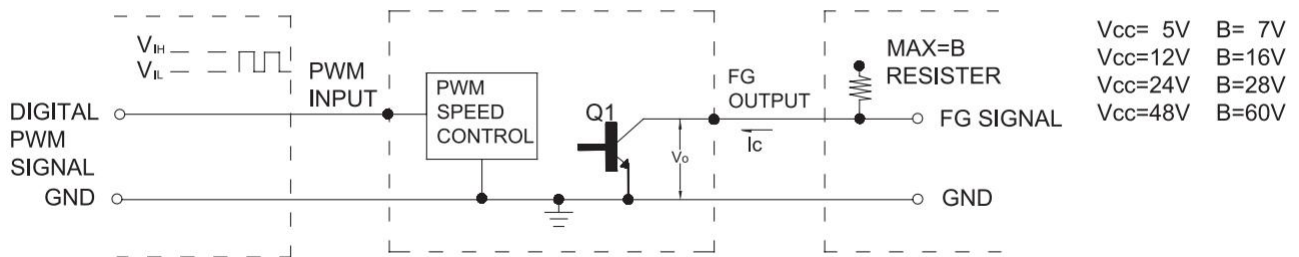 VIH
VIL
PWM
INPUT
DIGITAL
PWM
SIGNAL
GND
PWM
SPEED
CONTROL
Q1
Vo
FG
OUTPUT
Ic
MAX=B
RESISTER
FG SIGNAL
GND
Vcc= 5V B= 7V
Vcc=12V B=16V
Vcc=24V B=28V
Vcc=48V B=60V